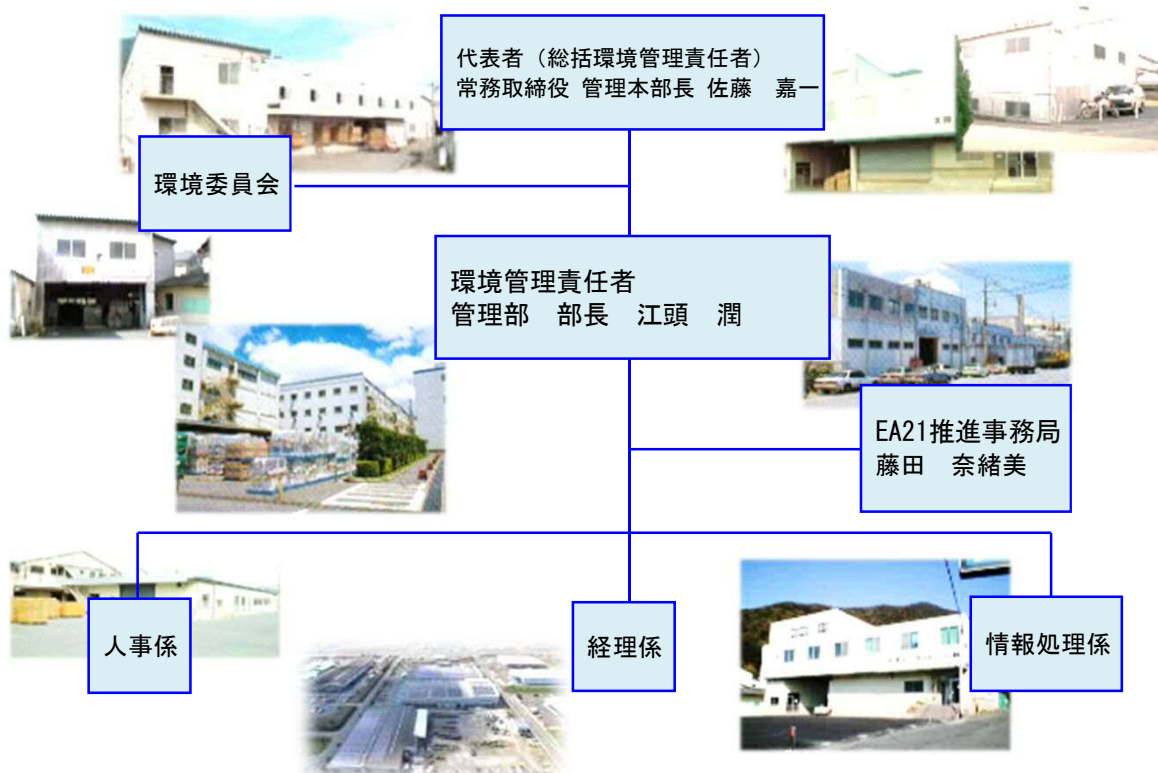 代表者（総括環境管理責任者）
常務取締役 管理本部長 佐藤　嘉一
環境委員会
環境管理責任者
管理部　部長　江頭　潤
EA21推進事務局
藤田　奈緒美
人事係
経理係
情報処理係